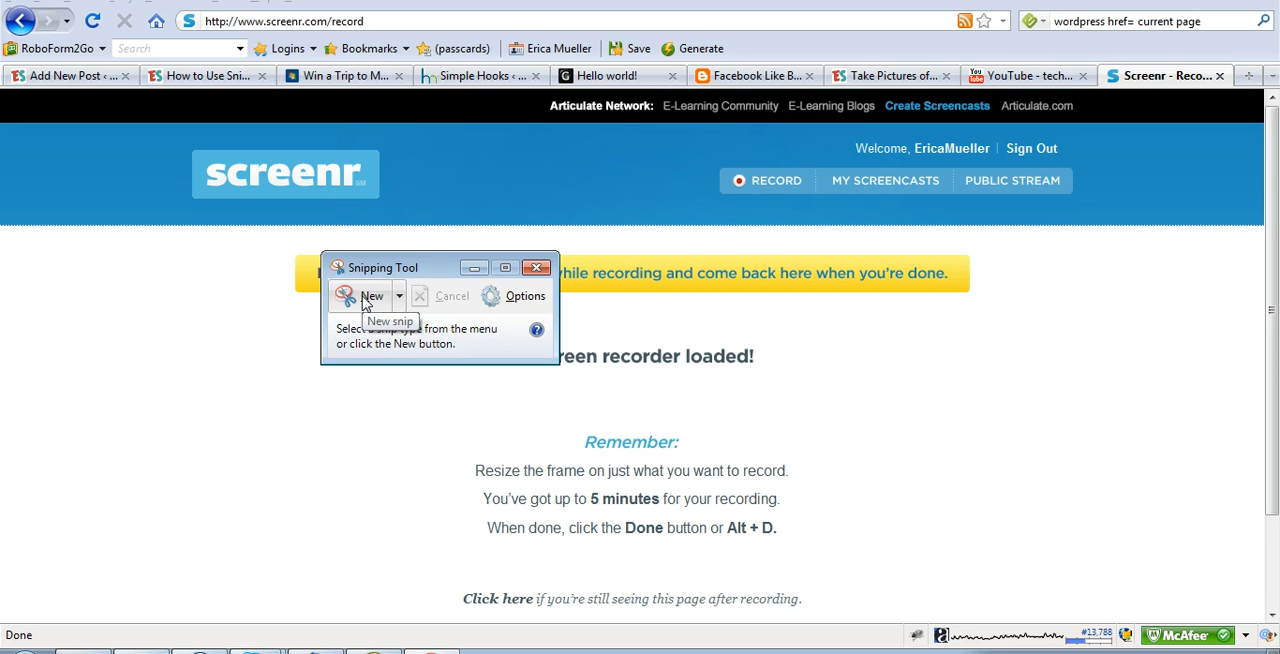 http://www.screenr.com/record
wordpress href= current page
RoboForm2Go Search Logins Bookmarks (passcards) Erica Mueller Save Generate
Add New Post ‹ ... How to Use Sni... Win a Trip to M... Simple Hooks ‹ ... Hello world! Facebook Like B... Take Pictures of... YouTube - tech... Screenr - Reco...
Articulate Network: E-Learning Community E-Learning Blogs Create Screencasts Articulate.com
Welcome, EricaMueller | Sign Out
screenr
RECORD MY SCREENCASTS PUBLIC STREAM
Snipping Tool
while recording and come back here when you're done.
New Cancel Options
New snip
Select a snip type from the menu
or click the New button.
reen recorder loaded!
Remember:
Resize the frame on just what you want to record.
You've got up to 5 minutes for your recording.
When done, click the Done button or Alt + D.
Click here if you're still seeing this page after recording.
Done #13,788 McAfee